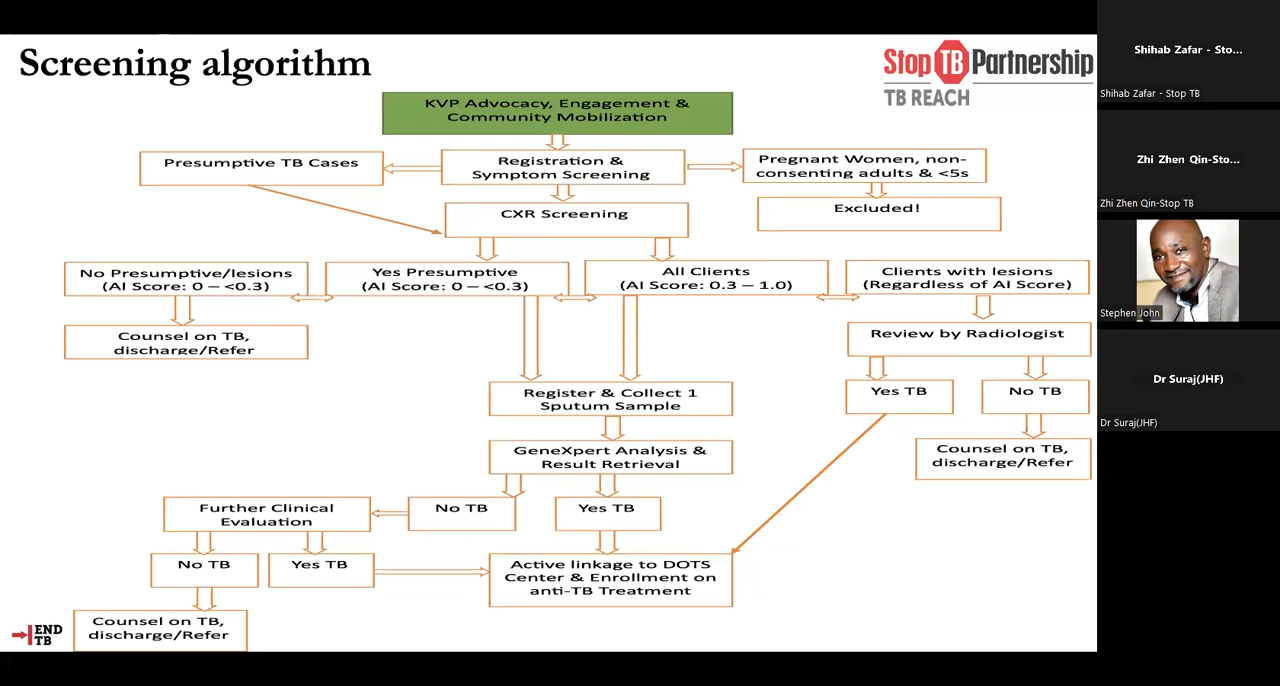 Screening algorithm
Stop TB Partnership
TB REACH
KVP Advocacy, Engagement &
Community Mobilization
Presumptive TB Cases
Registration &
Symptom Screening
Pregnant Women, non-
consenting adults & <5s
CXR Screening
Excluded!
No Presumptive/lesions
(AI Score: 0 – <0.3)
Yes Presumptive
(AI Score: 0 – <0.3)
All Clients
(AI Score: 0.3 – 1.0)
Clients with lesions
(Regardless of AI Score)
Counsel on TB,
discharge/Refer
Review by Radiologist
Register & Collect 1
Sputum Sample
Yes TB
No TB
GeneXpert Analysis &
Result Retrieval
Counsel on TB,
discharge/Refer
Further Clinical
Evaluation
No TB
Yes TB
No TB
Yes TB
Active linkage to DOTS
Center & Enrollment on
anti-TB Treatment
Counsel on TB,
discharge/Refer
END
TB
Shihab Zafar - Sto...
Shihab Zafar - Stop TB
Zhi Zhen Qin-Sto...
Zhi Zhen Qin-Stop TB
Stephen John
Dr Suraj(JHF)
Dr Suraj(JHF)